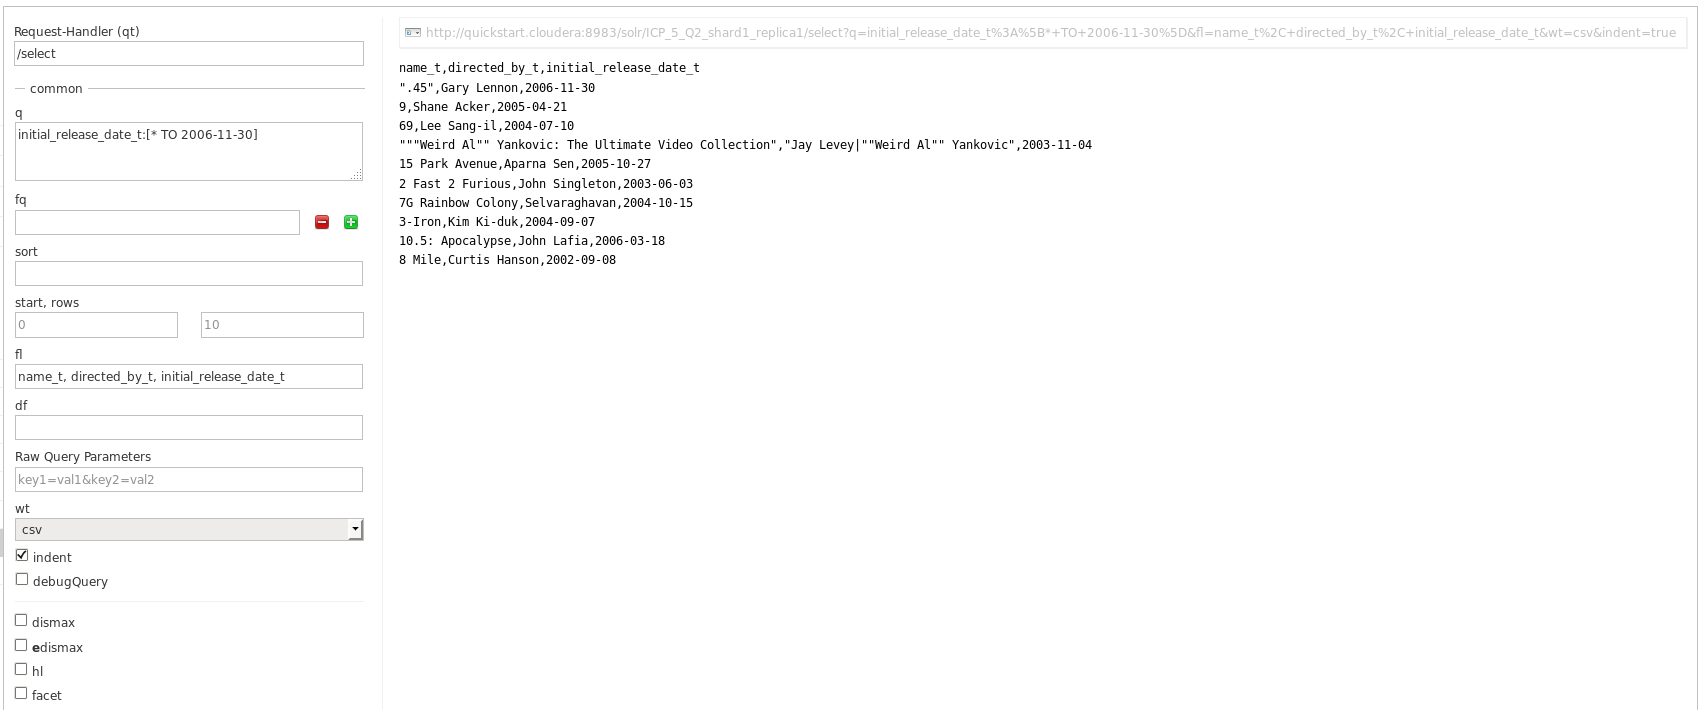 Request-Handler (qt)
/select
common
q
initial_release_date_t:[* TO 2006-11-30]
fq
sort
start, rows
0 10
fl
name_t, directed_by_t, initial_release_date_t
df
Raw Query Parameters
key1=val1&key2=val2
wt
csv
indent
debugQuery
dismax
edismax
hl
facet
http://quickstart.cloudera:8983/solr/ICP_5_Q2_shard1_replica1/select?q=initial_release_date_t%3A%5B*+TO+2006-11-30%5D&fl=name_t%2C+directed_by_t%2C+initial_release_date_t&wt=csv&indent=true
name_t,directed_by_t,initial_release_date_t
".45",Gary Lennon,2006-11-30
9,Shane Acker,2005-04-21
69,Lee Sang-il,2004-07-10
"""Weird Al"" Yankovic: The Ultimate Video Collection","Jay Levey|""Weird Al"" Yankovic",2003-11-04
15 Park Avenue,Aparna Sen,2005-10-27
2 Fast 2 Furious,John Singleton,2003-06-03
7G Rainbow Colony,Selvaraghavan,2004-10-15
3-Iron,Kim Ki-duk,2004-09-07
10.5: Apocalypse,John Lafia,2006-03-18
8 Mile,Curtis Hanson,2002-09-08